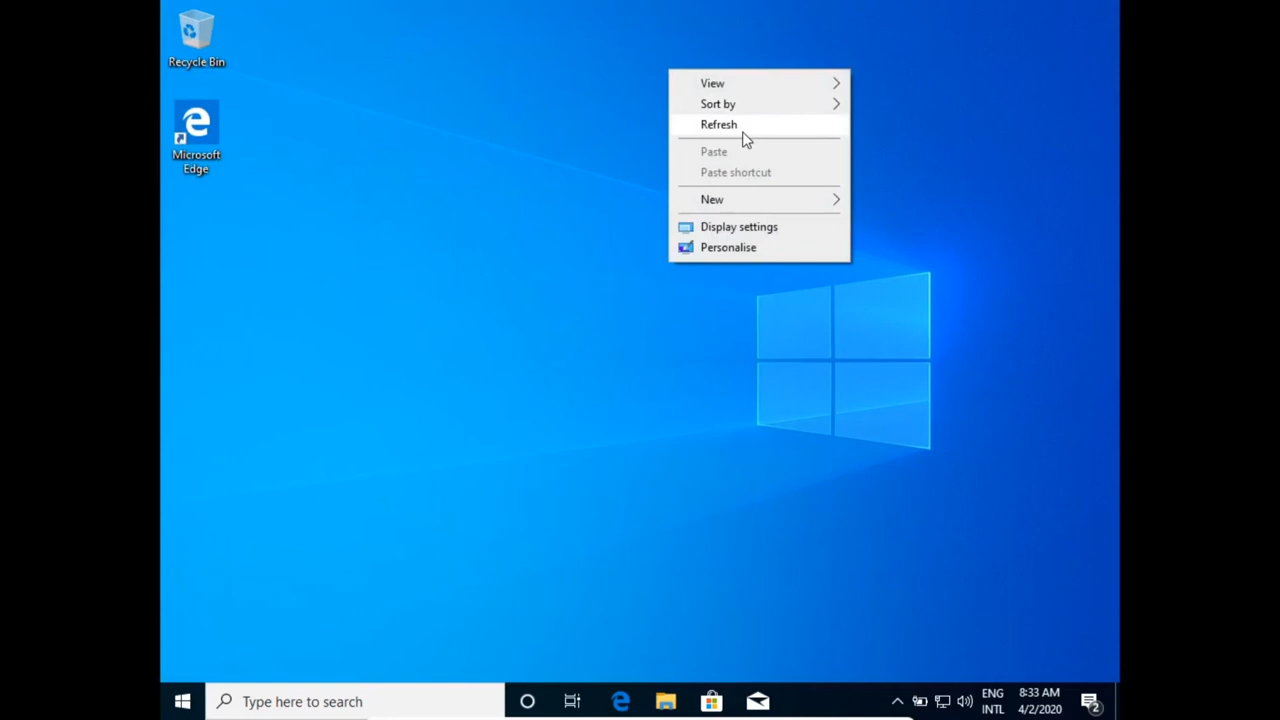 Recycle Bin
Microsoft
Edge
View
Sort by
Refresh
Paste
Paste shortcut
New
Display settings
Personalise
Type here to search
ENG
INTL
8:33 AM
4/2/2020
2